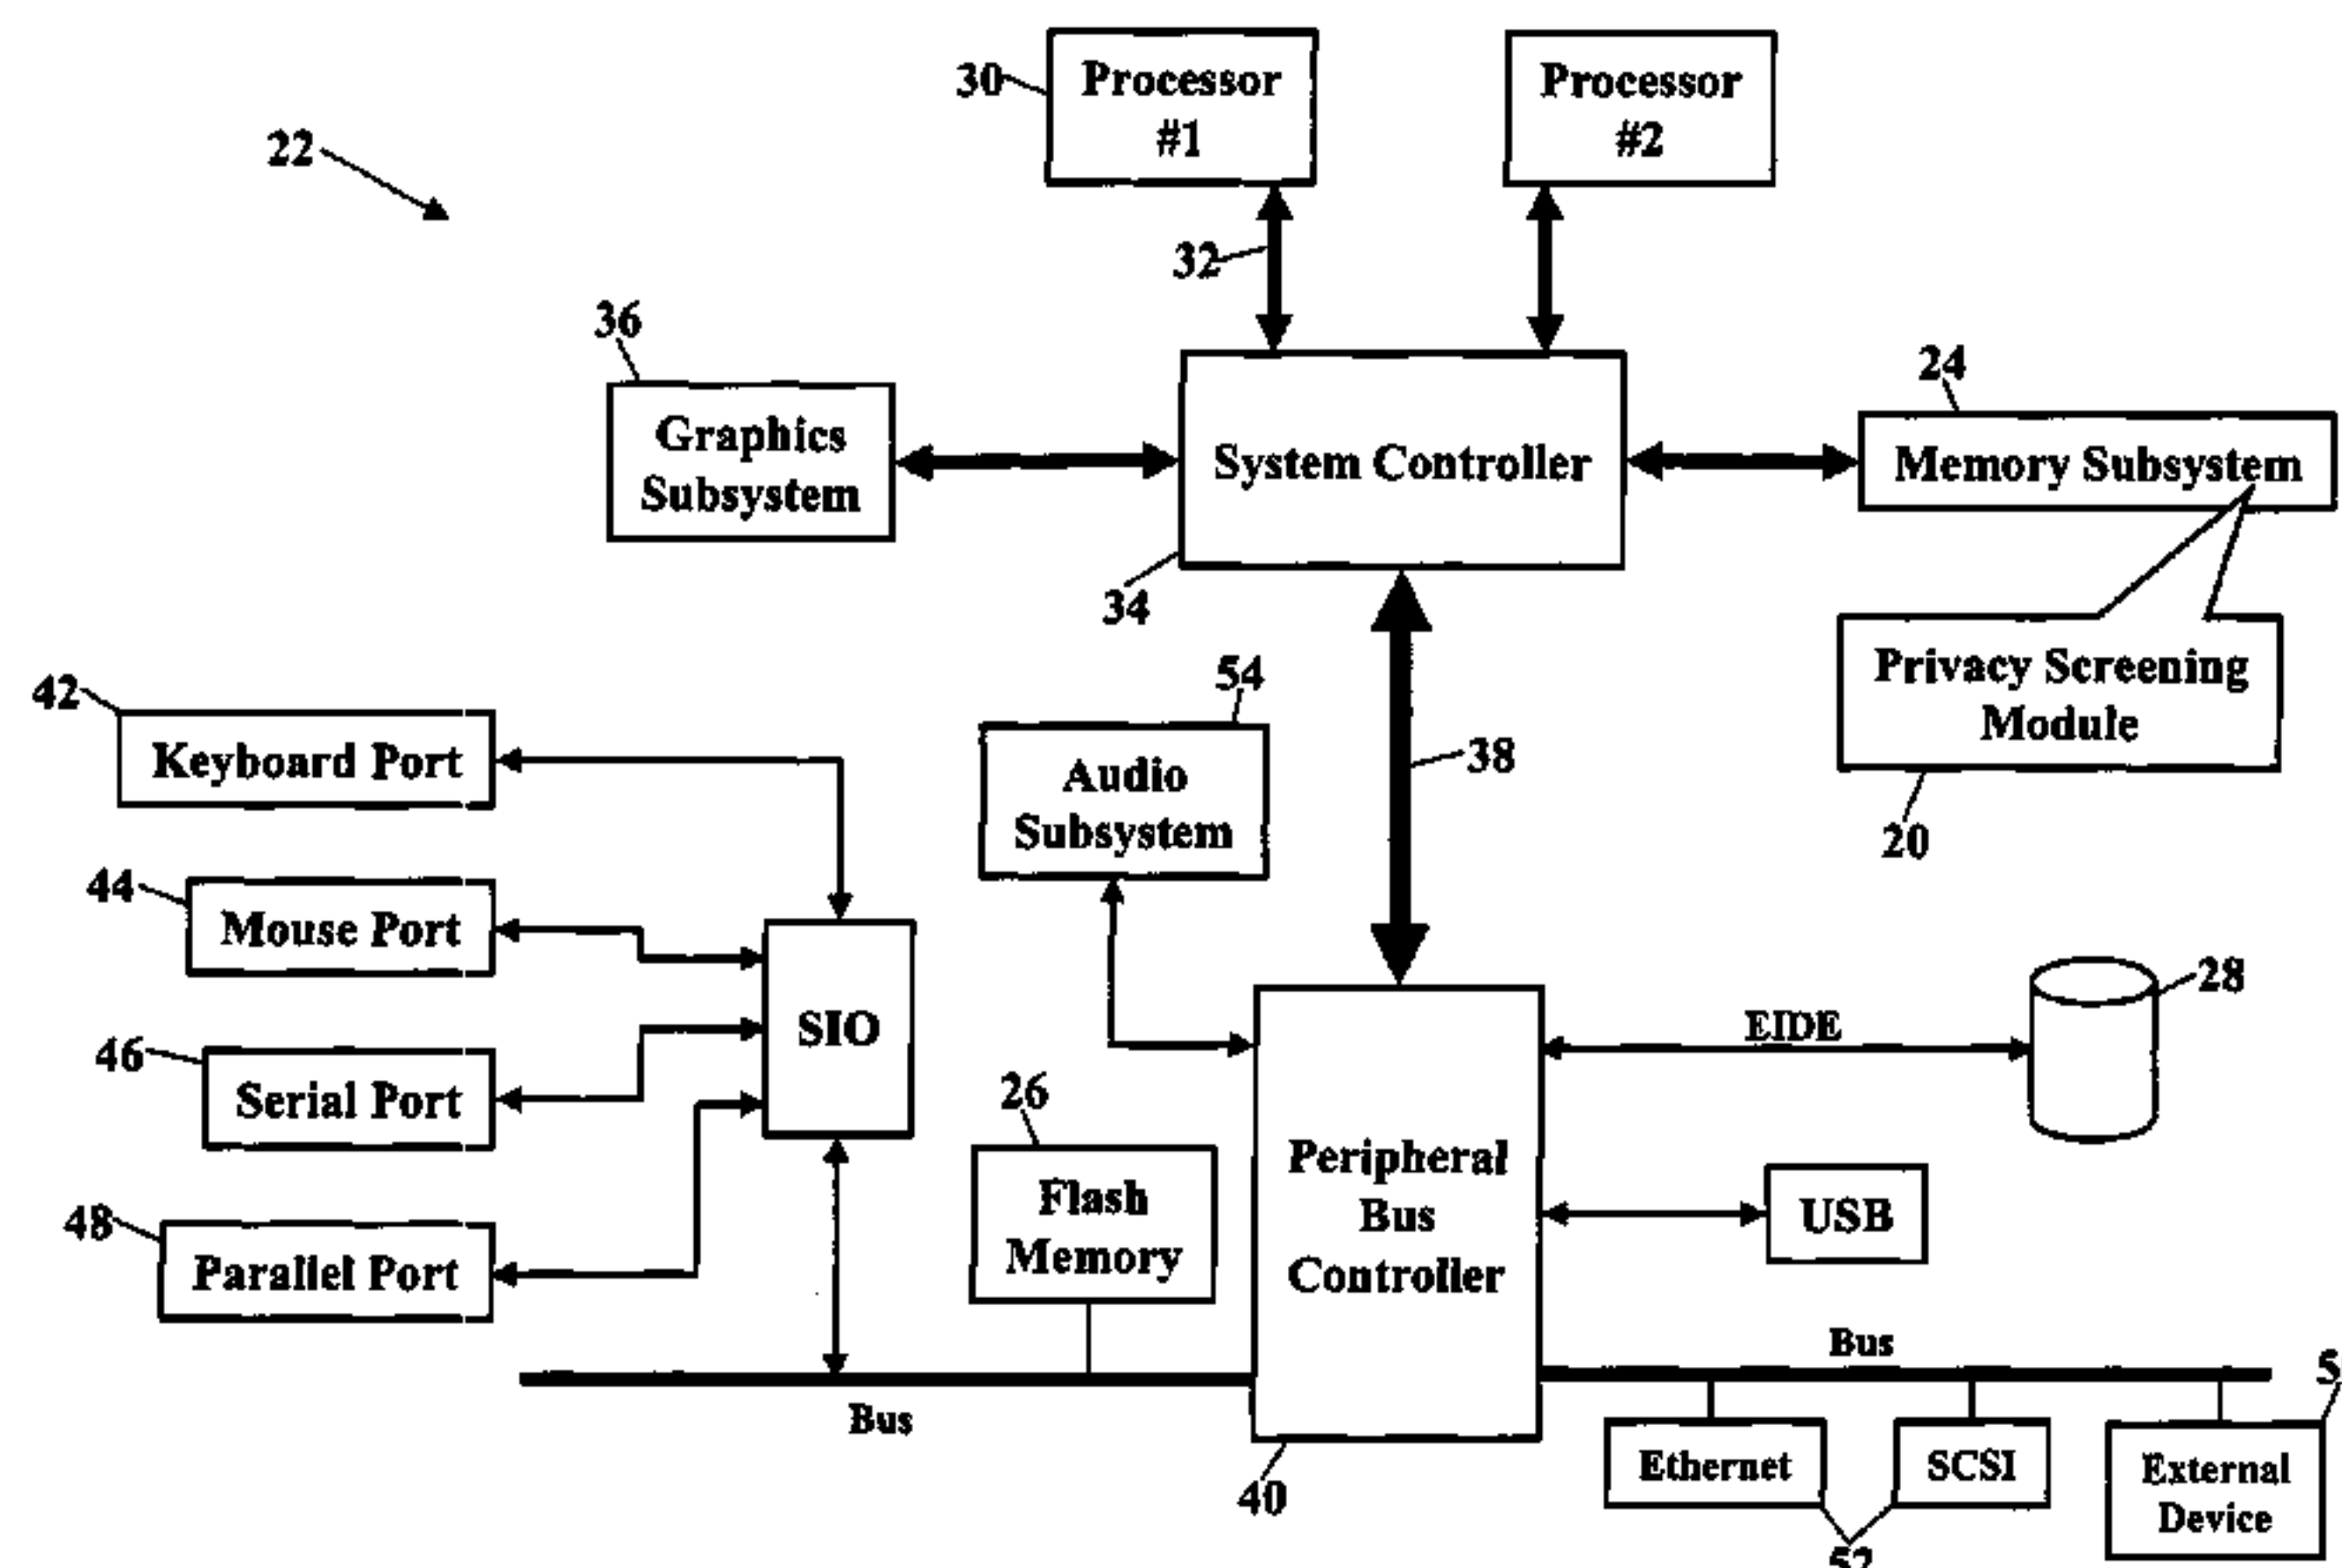 30
Processor
#1
Processor
#2
22
32
36
24
Graphics
Subsystem
System Controller
Memory Subsystem
34
Privacy Screening
Module
42
54
38
Keyboard Port
Audio
Subsystem
20
44
Mouse Port
28
SIO
EIDE
46
Serial Port
26
Flash
Memory
Peripheral
Bus
Controller
USB
48
Parallel Port
Bus
Bus
5
Ethernet
SCSI
External
Device
40